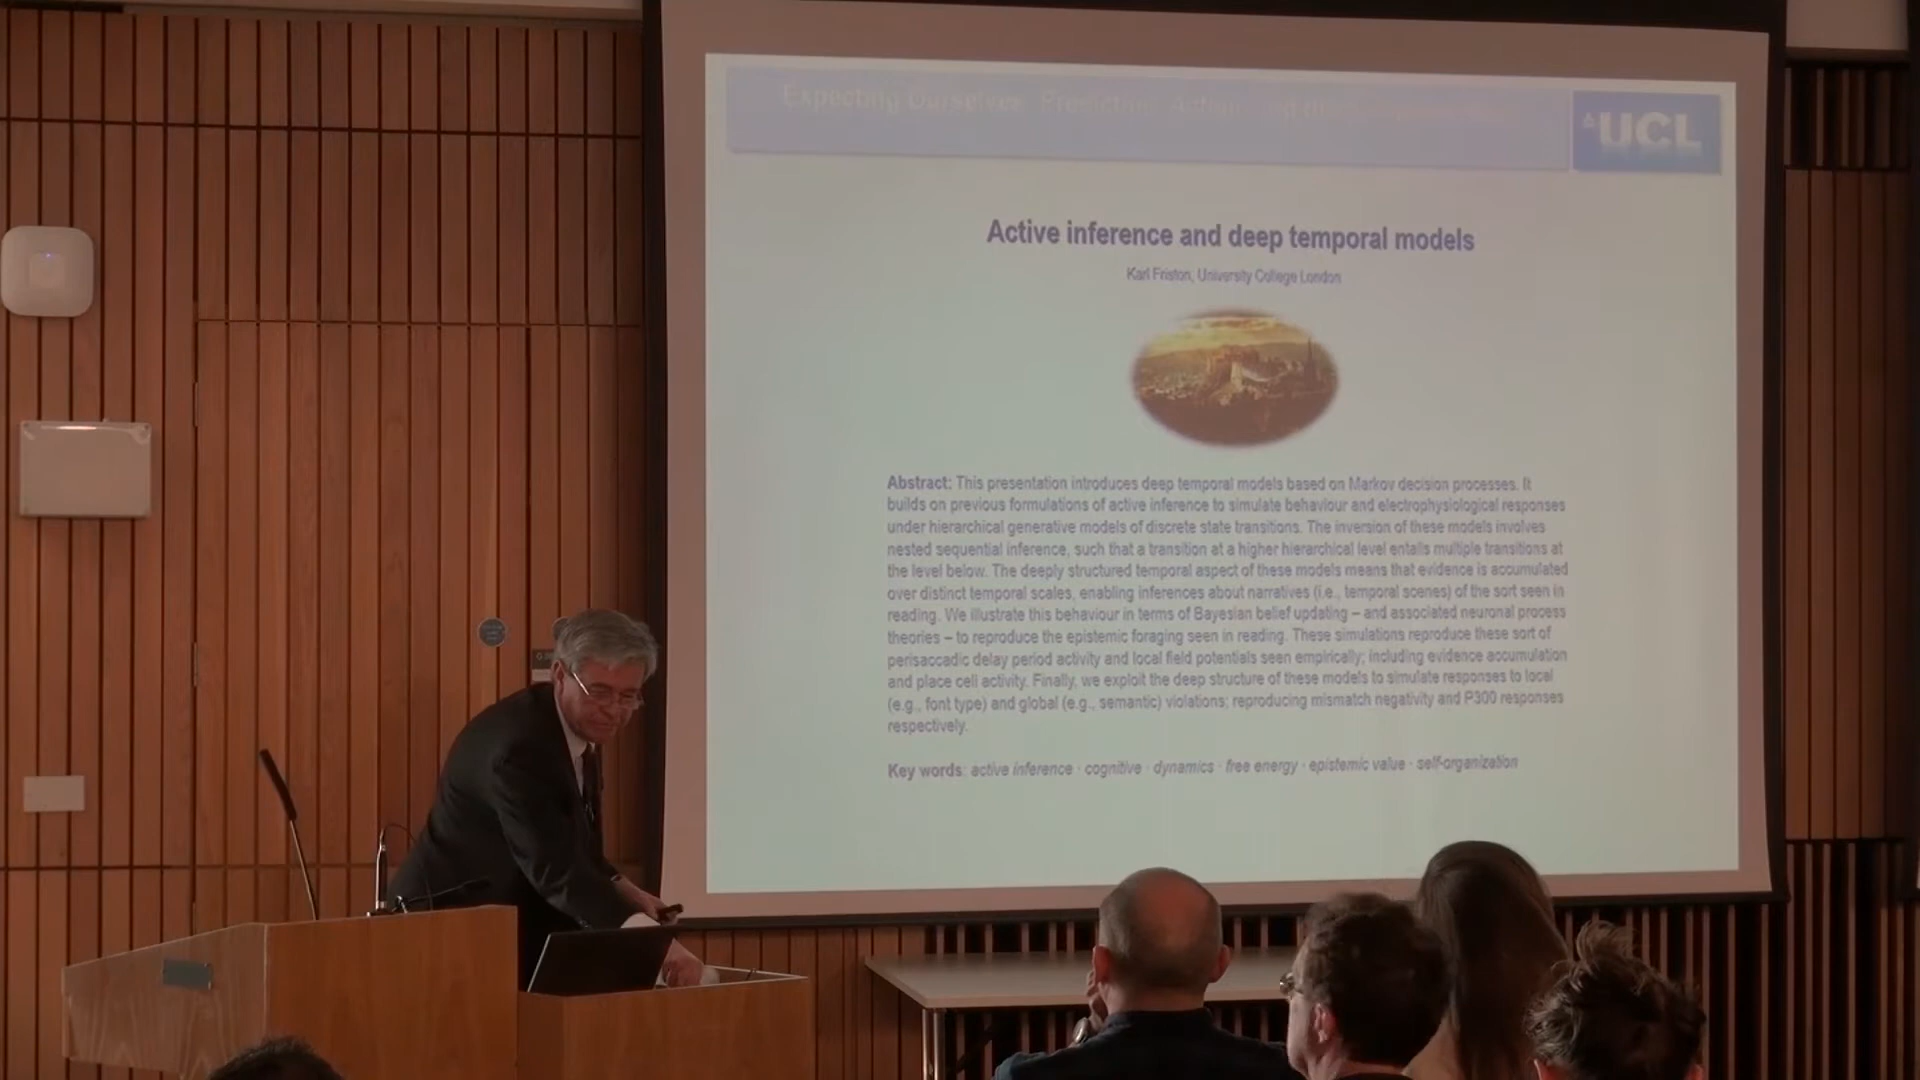 Expecting Ourselves: Prediction, Action, and the
UCL
Active inference and deep temporal models
Karl Friston, University College London
Abstract: This presentation introduces deep temporal models based on Markov decision processes. It
builds on previous formulations of active inference to simulate behaviour and electrophysiological responses
under hierarchical generative models of discrete state transitions. The inversion of these models involves
nested sequential inference, such that a transition at a higher hierarchical level entails multiple transitions at
the level below. The deeply structured temporal aspect of these models means that evidence is accumulated
over distinct temporal scales, enabling inferences about narratives (i.e., temporal scenes) of the sort seen in
reading. We illustrate this behaviour in terms of Bayesian belief updating – and associated neuronal process
theories – to reproduce the epistemic foraging seen in reading. These simulations reproduce these sort of
perisaccadic delay period activity and local field potentials seen empirically; including evidence accumulation
and place cell activity. Finally, we exploit the deep structure of these models to simulate responses to local
(e.g., font type) and global (e.g., semantic) violations; reproducing mismatch negativity and P300 responses
respectively.
Key words: active inference · cognitive · dynamics · free energy · epistemic value · self-organization